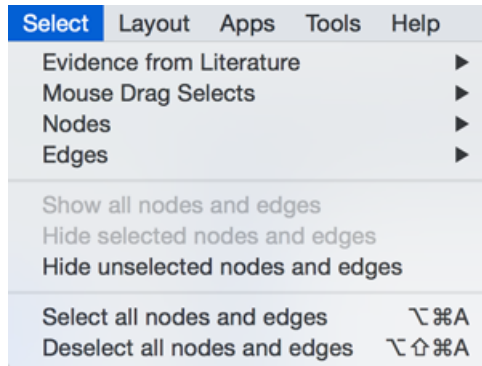 Select Layout Apps Tools Help
Evidence from Literature ▶
Mouse Drag Selects ▶
Nodes ▶
Edges ▶
Show all nodes and edges
Hide selected nodes and edges
Hide unselected nodes and edges
Select all nodes and edges ⌥⌘A
Deselect all nodes and edges ⌥⇧⌘A